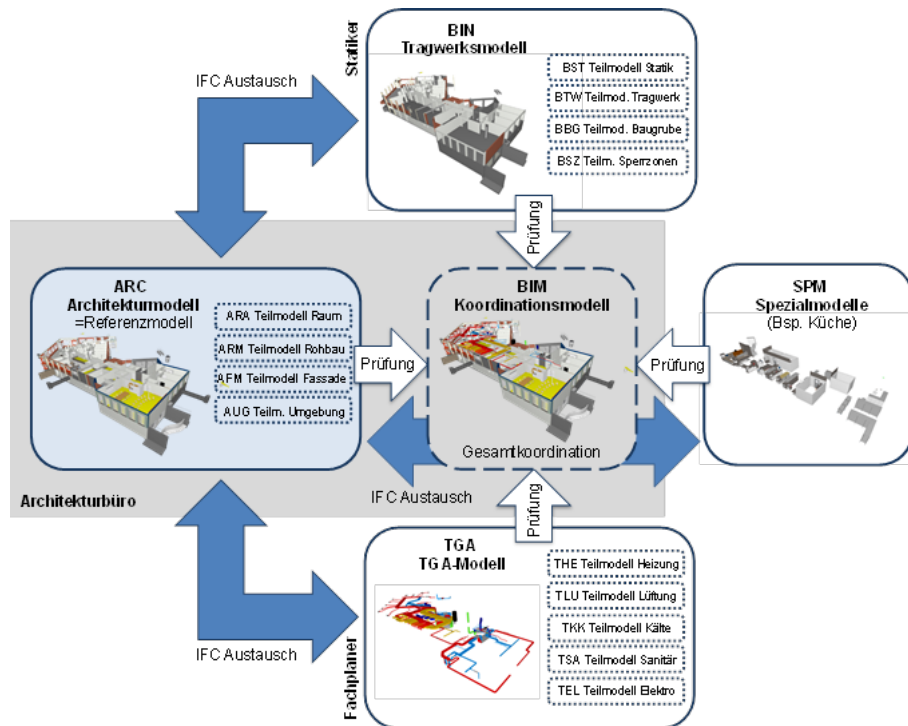 Statiker
BIN
Tragwerksmodell
BST Teilmodell Statik
BTW Teilmod. Tragwerk
BBG Teilmod. Baugrube
BSZ Teilm. Sperrzonen
IFC Austausch
Prüfung
ARC
Architekturmodell
=Referenzmodell
ARA Teilmodell Raum
ARM Teilmodell Rohbau
AFM Teilmodell Fassade
AUG Teilm. Umgebung
Prüfung
BIM
Koordinationsmodell
Gesamtkoordination
Prüfung
SPM
Spezialmodelle
(Bsp. Küche)
IFC Austausch
Architekturbüro
Prüfung
IFC Austausch
Fachplaner
TGA
TGA-Modell
THE Teilmodell Heizung
TLU Teilmodell Lüftung
TKK Teilmodell Kälte
TSA Teilmodell Sanitär
TEL Teilmodell Elektro